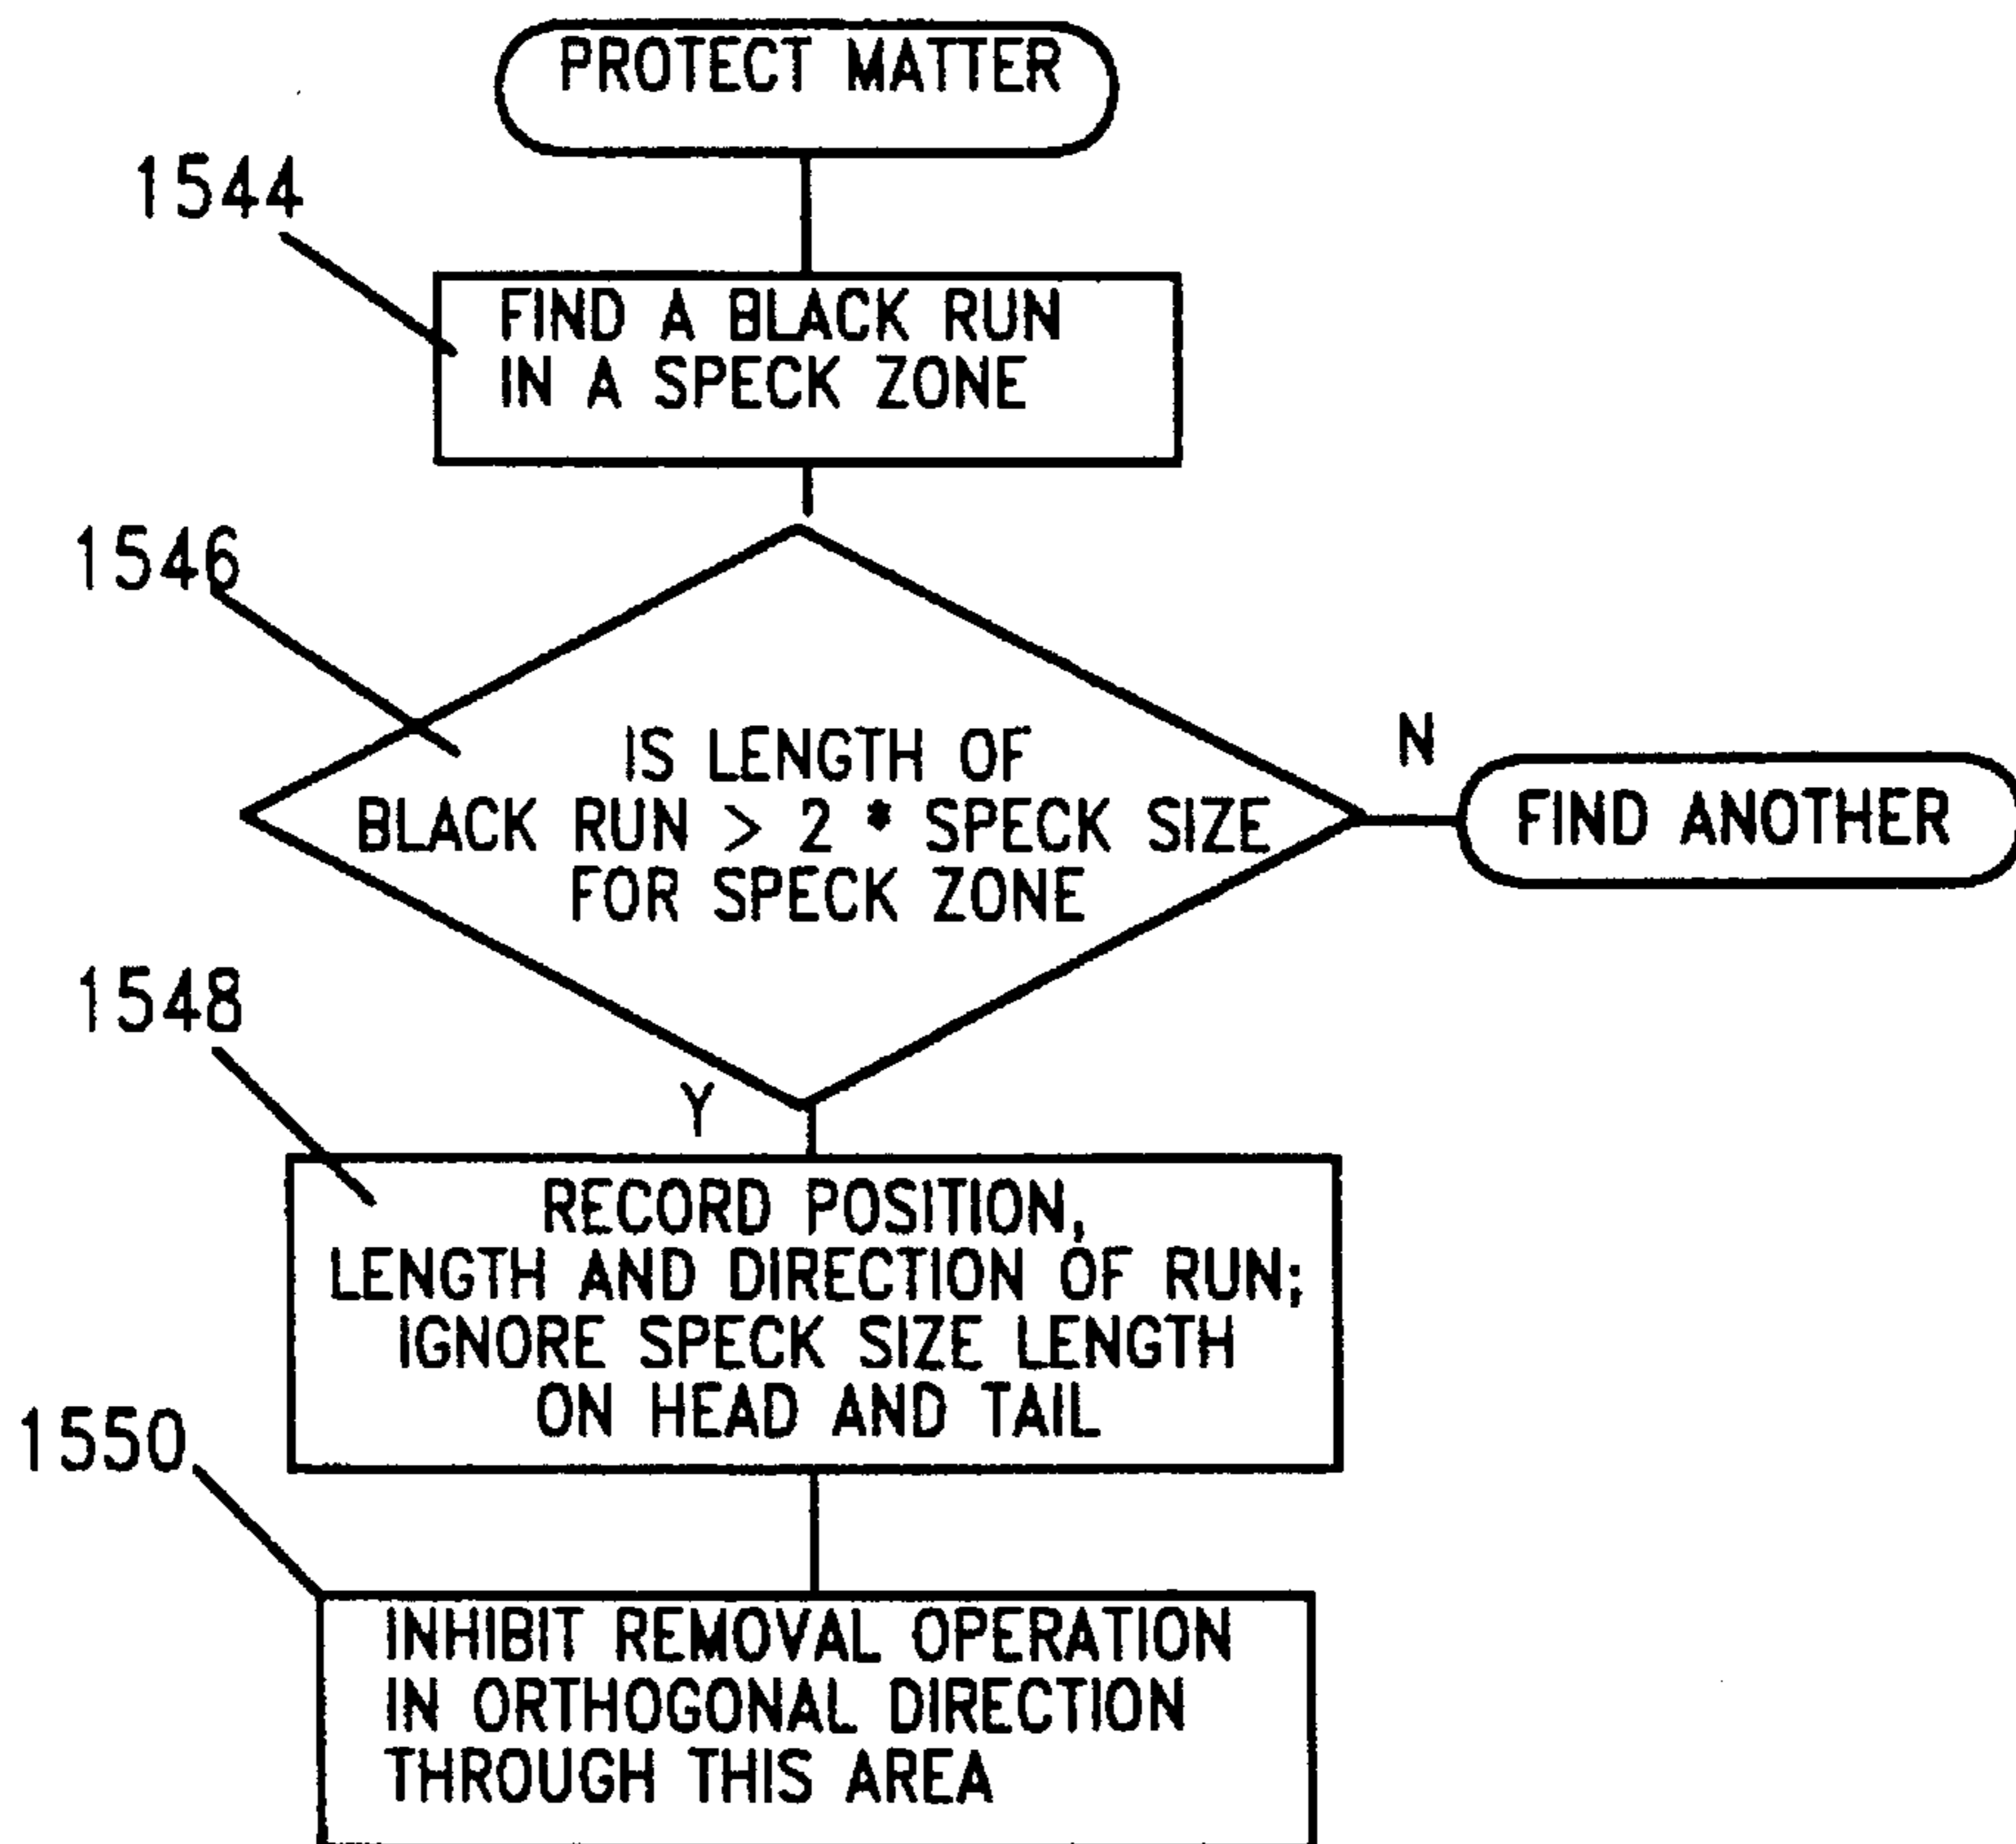 PROTECT MATTER
1544
FIND A BLACK RUN
IN A SPECK ZONE
1546
IS LENGTH OF
BLACK RUN > 2 * SPECK SIZE
FOR SPECK ZONE
N
FIND ANOTHER
1548
Y
RECORD POSITION,
LENGTH AND DIRECTION OF RUN;
IGNORE SPECK SIZE LENGTH
ON HEAD AND TAIL
1550
INHIBIT REMOVAL OPERATION
IN ORTHOGONAL DIRECTION
THROUGH THIS AREA